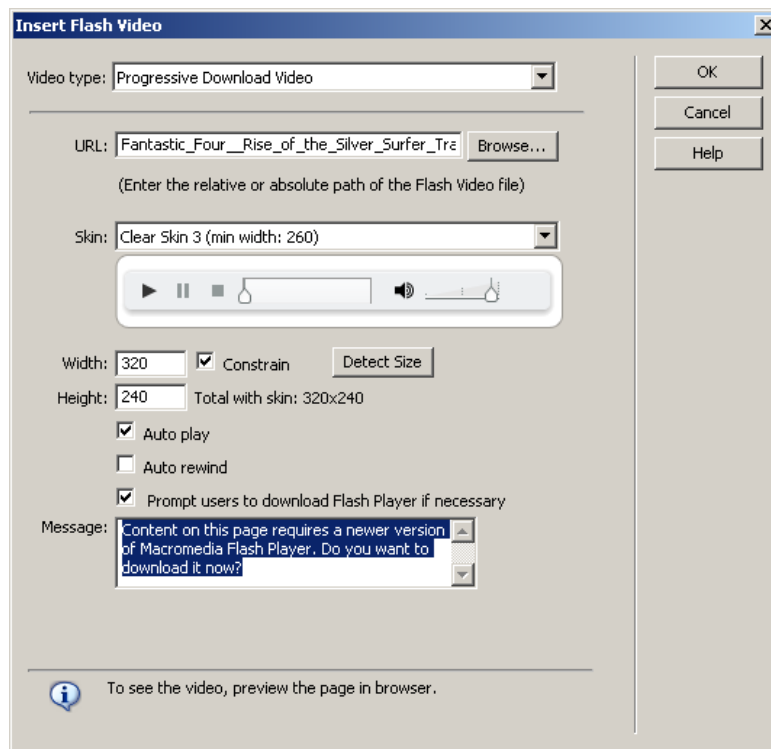 Insert Flash Video
Video type: Progressive Download Video
OK
Cancel
Help
URL: Fantastic_Four__Rise_of_the_Silver_Surfer_Tra Browse...
(Enter the relative or absolute path of the Flash Video file)
Skin: Clear Skin 3 (min width: 260)
Width: 320 Constrain Detect Size
Height: 240 Total with skin: 320x240
Auto play
Auto rewind
Prompt users to download Flash Player if necessary
Message: Content on this page requires a newer version
of Macromedia Flash Player. Do you want to
download it now?
To see the video, preview the page in browser.